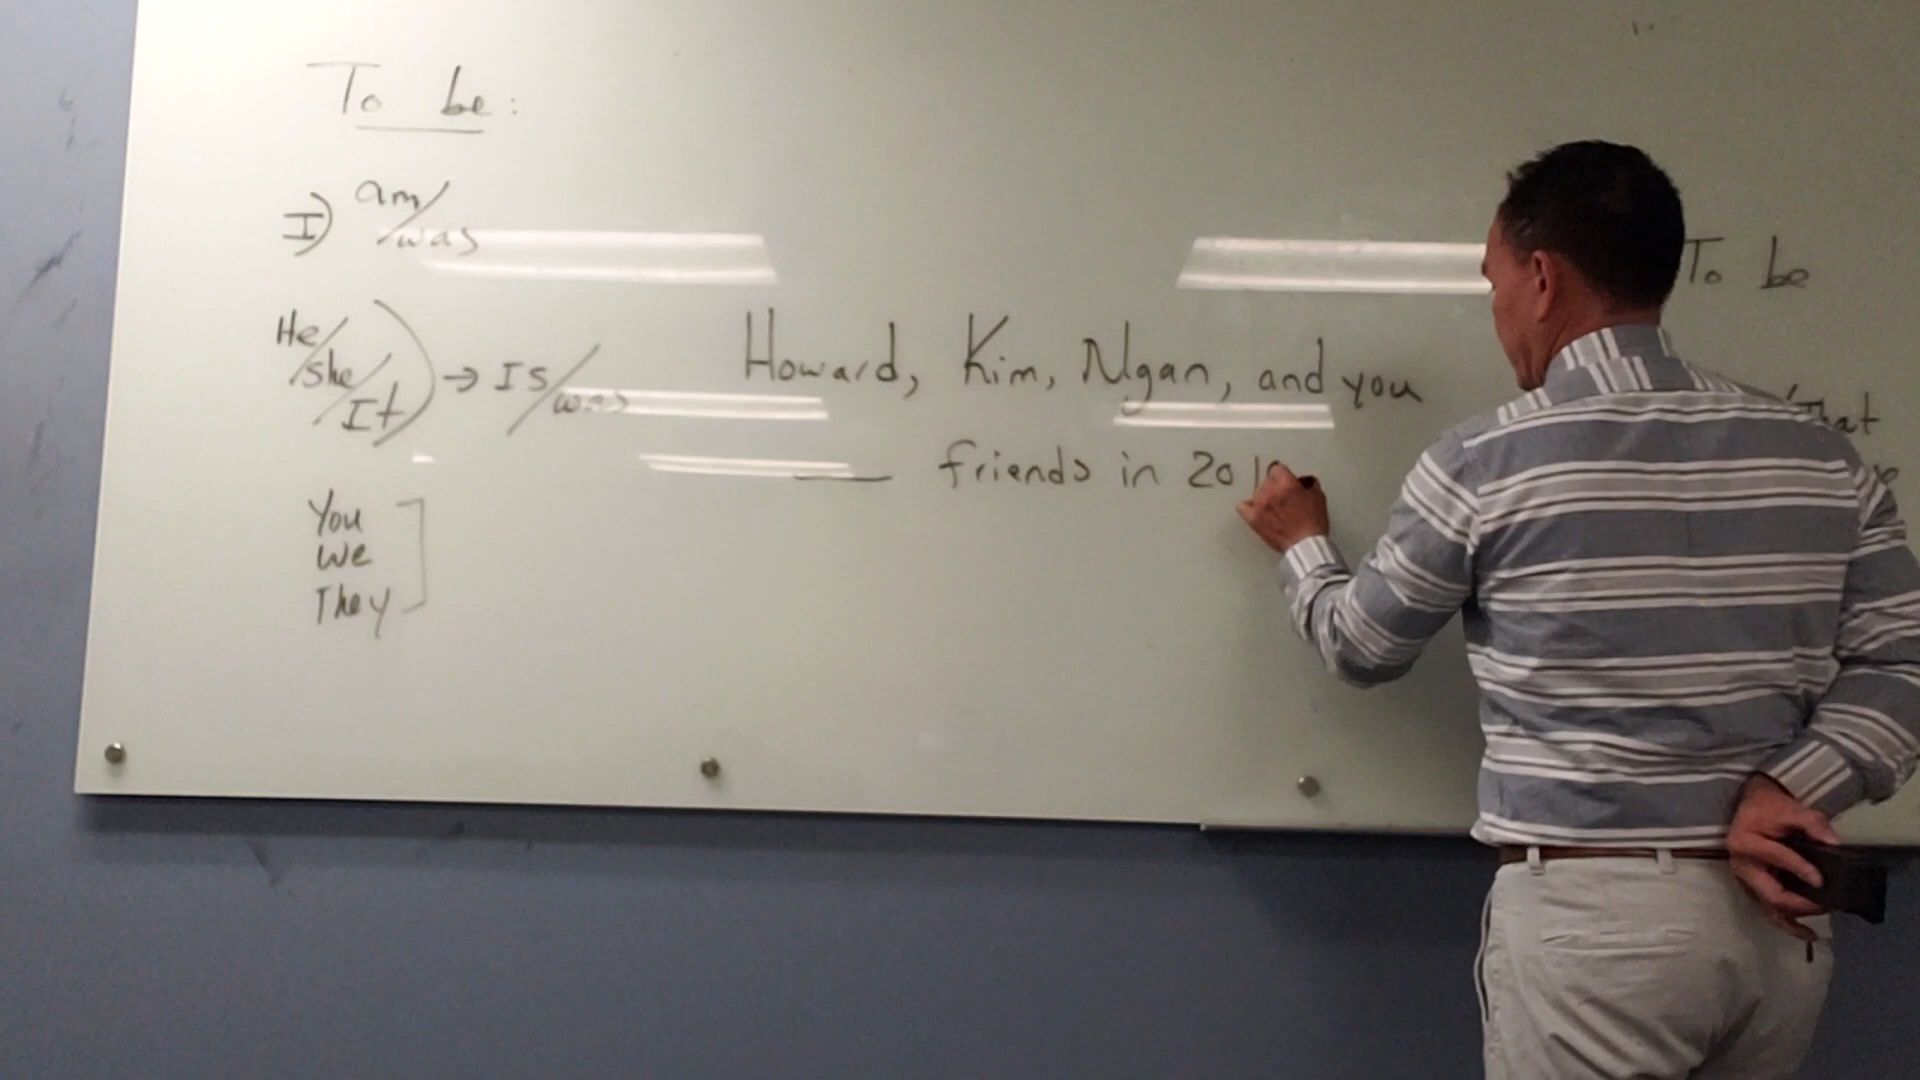 To be:
I) am/was
He/she/It) → Is/was
You
We
They
Howard, Kim, Ngan, and you
____ friends in 201
To be